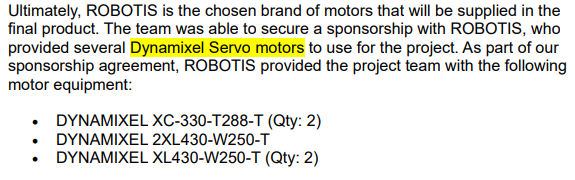 Ultimately, ROBOTIS is the chosen brand of motors that will be supplied in the
final product. The team was able to secure a sponsorship with ROBOTIS, who
provided several Dynamixel Servo motors to use for the project. As part of our
sponsorship agreement, ROBOTIS provided the project team with the following
motor equipment:
• DYNAMIXEL XC-330-T288-T (Qty: 2)
• DYNAMIXEL 2XL430-W250-T
• DYNAMIXEL XL430-W250-T (Qty: 2)